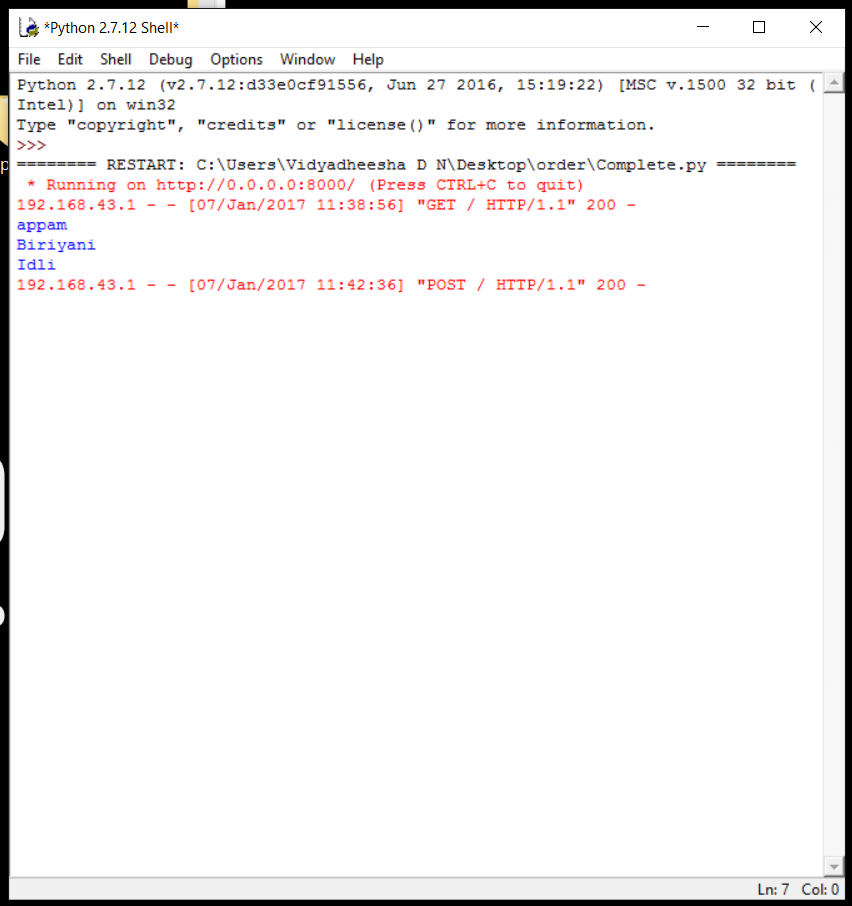 *Python 2.7.12 Shell*
File Edit Shell Debug Options Window Help
Python 2.7.12 (v2.7.12:d33e0cf91556, Jun 27 2016, 15:19:22) [MSC v.1500 32 bit (
Intel)] on win32
Type "copyright", "credits" or "license()" for more information.
>>>
======== RESTART: C:\Users\Vidyadheesha D N\Desktop\order\Complete.py ========
* Running on http://0.0.0.0:8000/ (Press CTRL+C to quit)
192.168.43.1 - - [07/Jan/2017 11:38:56] "GET / HTTP/1.1" 200 -
appam
Biriyani
Idli
192.168.43.1 - - [07/Jan/2017 11:42:36] "POST / HTTP/1.1" 200 -
Ln: 7 Col: 0